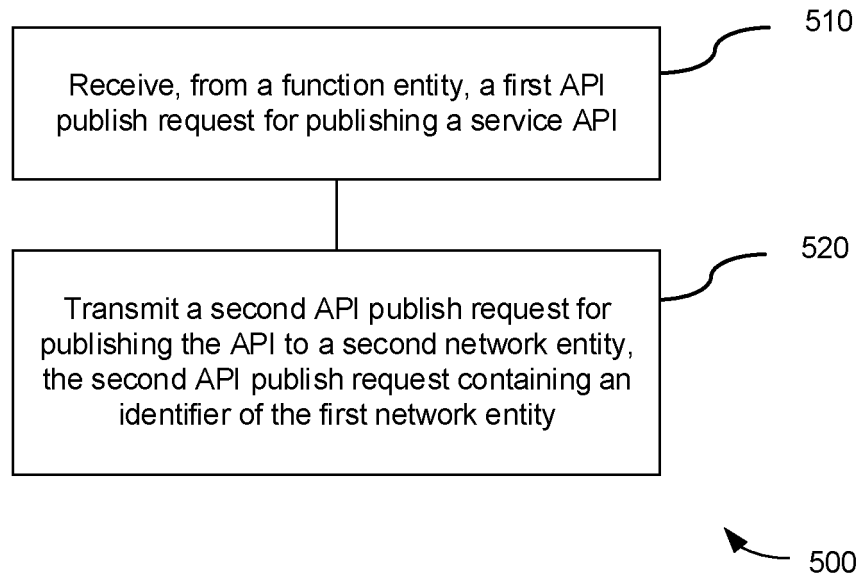 510
Receive, from a function entity, a first API
publish request for publishing a service API
520
Transmit a second API publish request for
publishing the API to a second network entity,
the second API publish request containing an
identifier of the first network entity
500